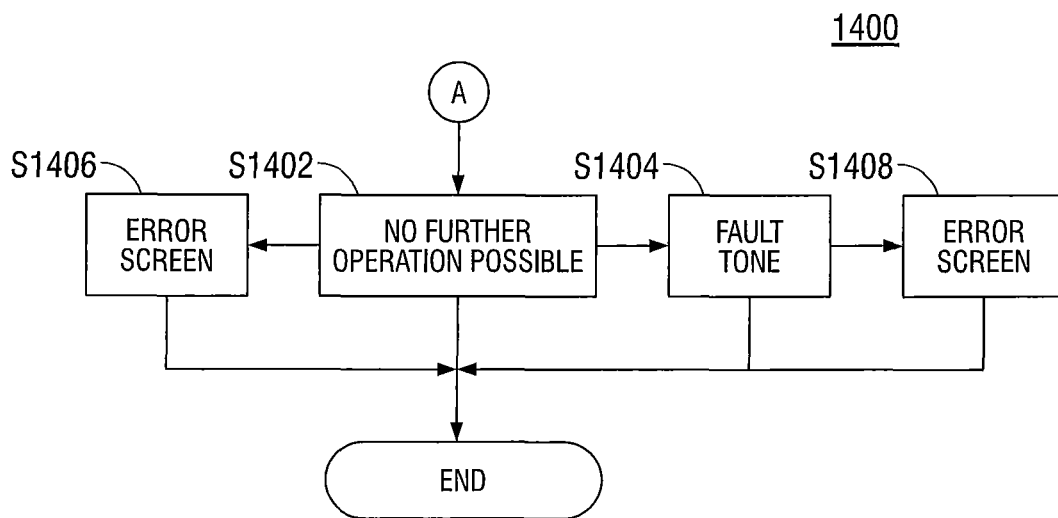 1400
A
S1406
S1402
S1404
S1408
ERROR
SCREEN
NO FURTHER
OPERATION POSSIBLE
FAULT
TONE
ERROR
SCREEN
END